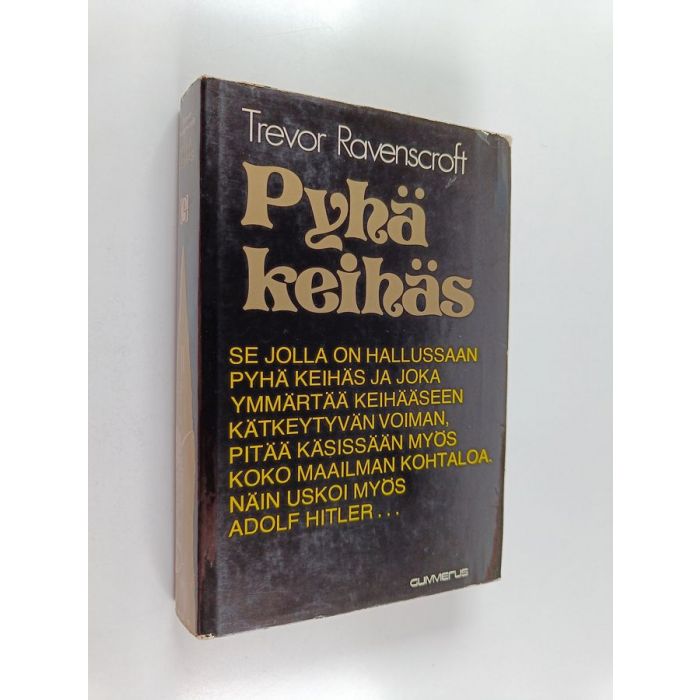 Trevor Ravenscroft
Pyhä
keihäs
SE JOLLA ON HALLUSSAAN
PYHÄ KEIHÄS JA JOKA
YMMÄRTÄÄ KEIHÄÄSEEN
KÄTKEYTYVÄN VOIMAN,
PITÄÄ KÄSISSÄÄN MYÖS
KOKO MAAILMAN KOHTALOA.
NÄIN USKOI MYÖS
ADOLF HITLER . . .
GUMMERUS